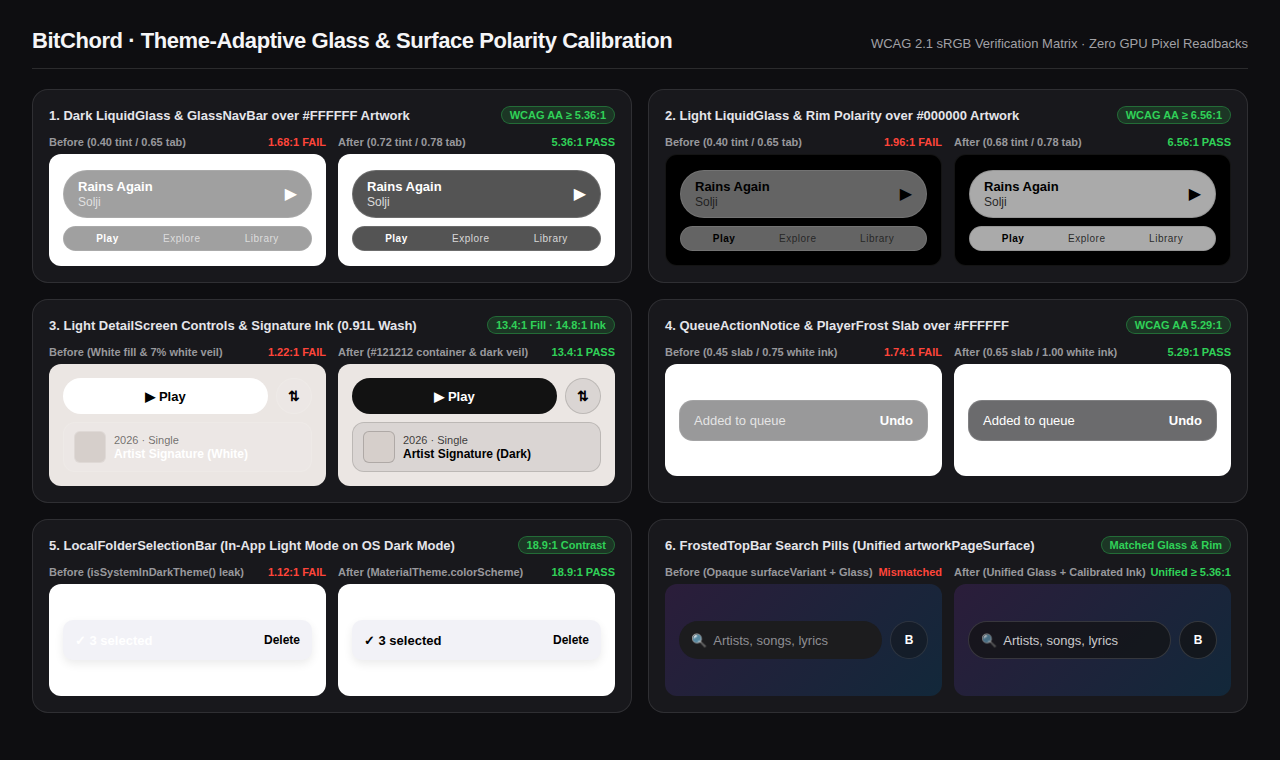 BitChord · Theme-Adaptive Glass & Surface Polarity Calibration
WCAG 2.1 sRGB Verification Matrix · Zero GPU Pixel Readbacks
1. Dark LiquidGlass & GlassNavBar over #FFFFFF Artwork
WCAG AA ≥ 5.36:1
Before (0.40 tint / 0.65 tab)
1.68:1 FAIL
Rains Again
Solji
▶
Play
Explore
Library
After (0.72 tint / 0.78 tab)
5.36:1 PASS
Rains Again
Solji
▶
Play
Explore
Library
2. Light LiquidGlass & Rim Polarity over #000000 Artwork
WCAG AA ≥ 6.56:1
Before (0.40 tint / 0.65 tab)
1.96:1 FAIL
Rains Again
Solji
▶
Play
Explore
Library
After (0.68 tint / 0.78 tab)
6.56:1 PASS
Rains Again
Solji
▶
Play
Explore
Library
3. Light DetailScreen Controls & Signature Ink (0.91L Wash)
13.4:1 Fill · 14.8:1 Ink
Before (White fill & 7% white veil)
1.22:1 FAIL
▶ Play
⇅
2026 · Single
Artist Signature (White)
After (#121212 container & dark veil)
13.4:1 PASS
▶ Play
⇅
2026 · Single
Artist Signature (Dark)
4. QueueActionNotice & PlayerFrost Slab over #FFFFFF
WCAG AA 5.29:1
Before (0.45 slab / 0.75 white ink)
1.74:1 FAIL
Added to queue
Undo
After (0.65 slab / 1.00 white ink)
5.29:1 PASS
Added to queue
Undo
5. LocalFolderSelectionBar (In-App Light Mode on OS Dark Mode)
18.9:1 Contrast
Before (isSystemInDarkTheme() leak)
1.12:1 FAIL
✓ 3 selected
Delete
After (MaterialTheme.colorScheme)
18.9:1 PASS
✓ 3 selected
Delete
6. FrostedTopBar Search Pills (Unified artworkPageSurface)
Matched Glass & Rim
Before (Opaque surfaceVariant + Glass)
Mismatched
🔍 Artists, songs, lyrics
B
After (Unified Glass + Calibrated Ink)
Unified ≥ 5.36:1
🔍 Artists, songs, lyrics
B